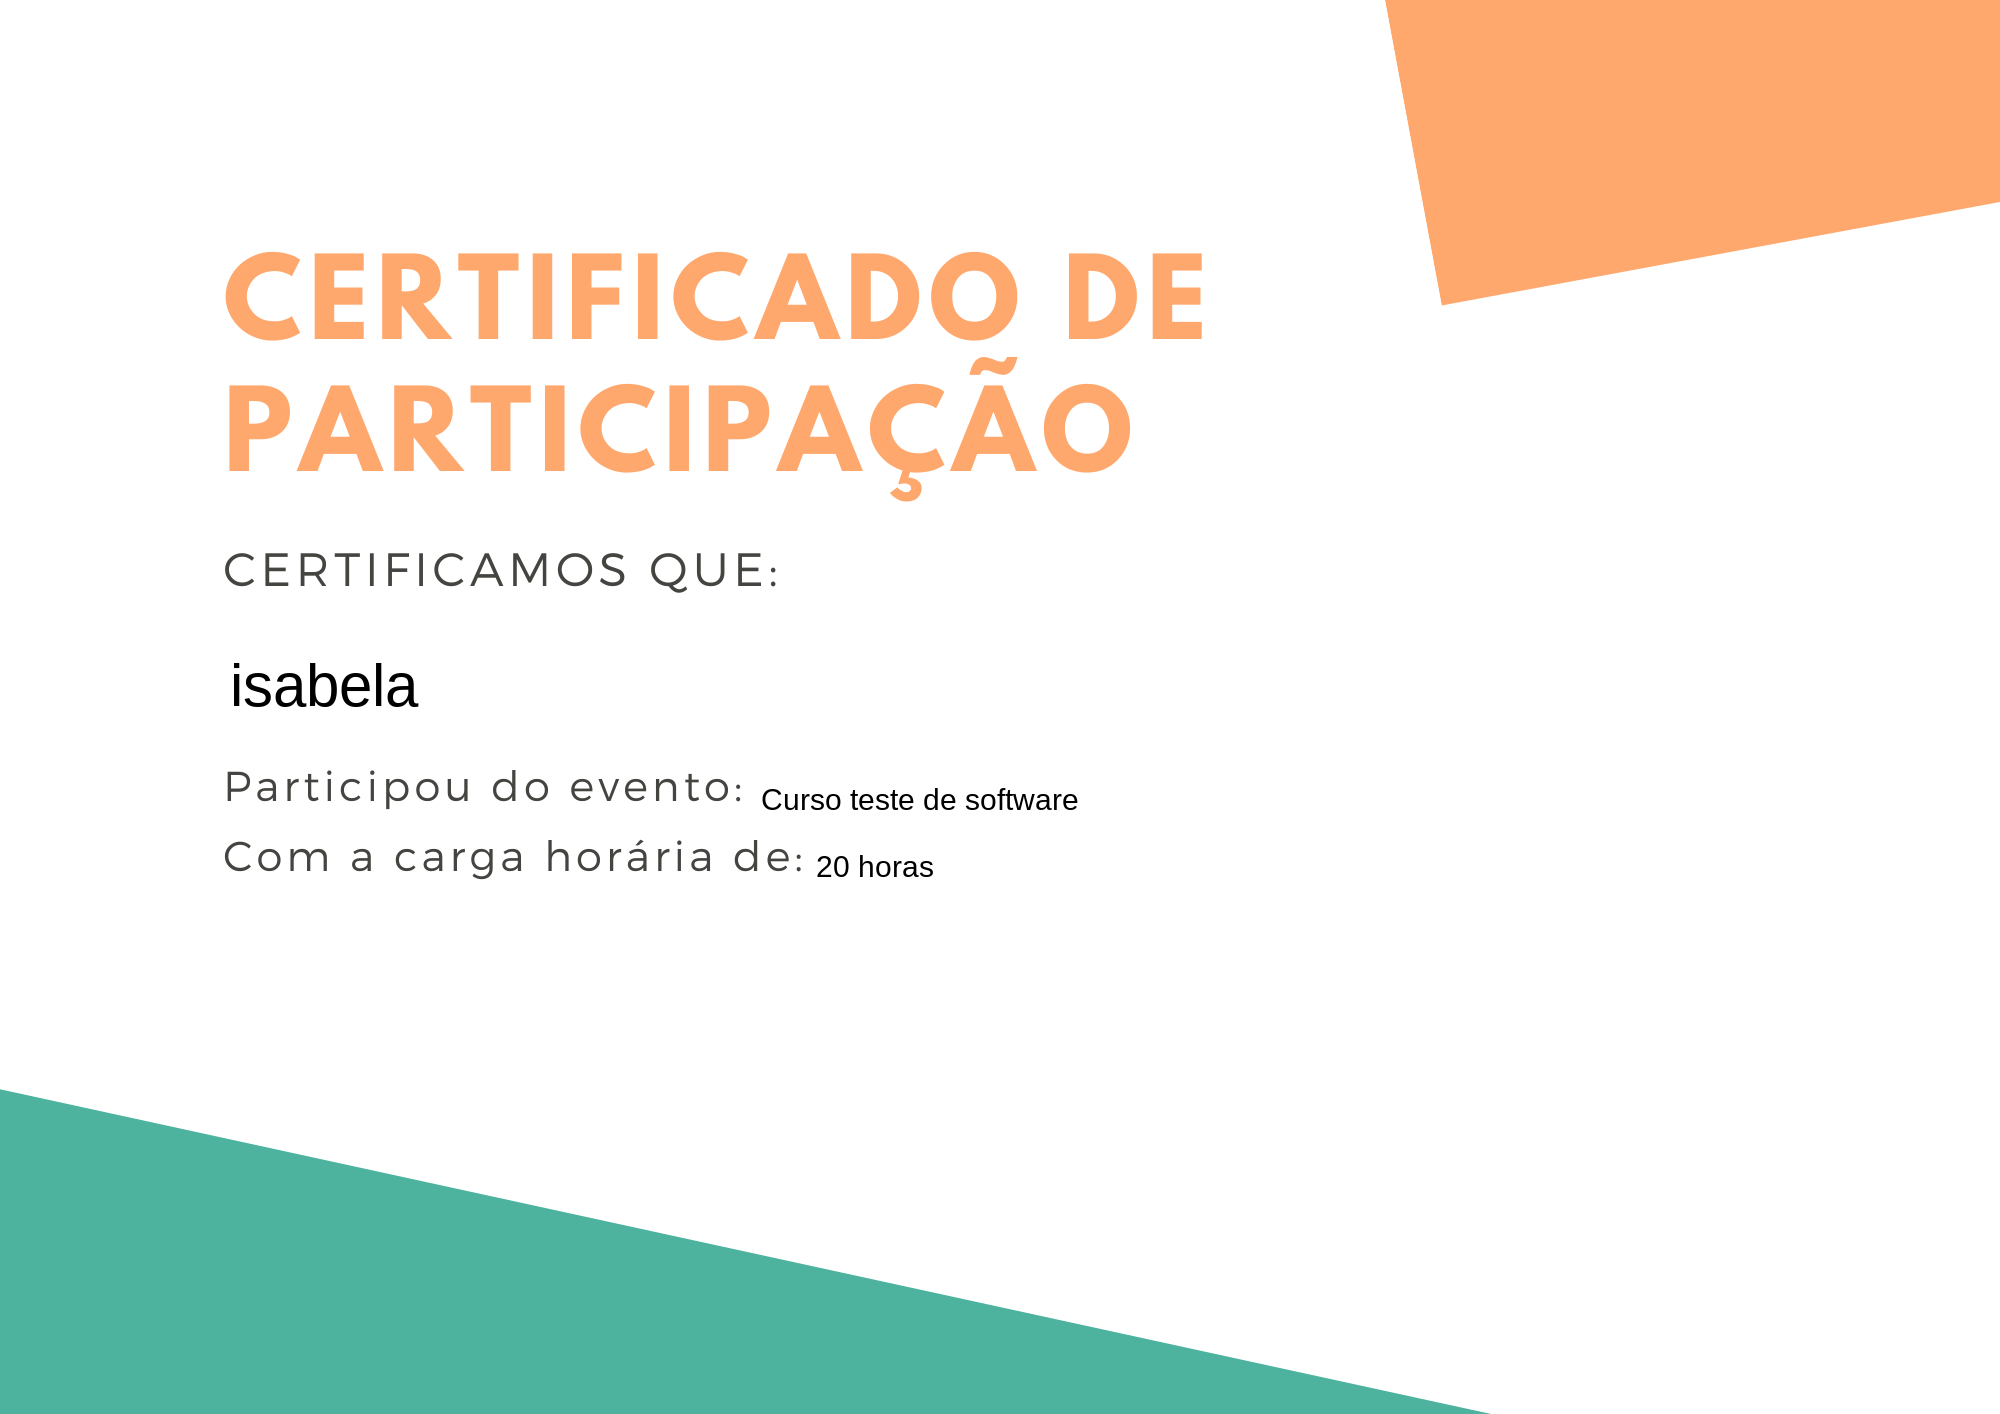 CERTIFICADO DE
PARTICIPAÇÃO
CERTIFICAMOS QUE:
isabela
Participou do evento: Curso teste de software
Com a carga horária de: 20 horas